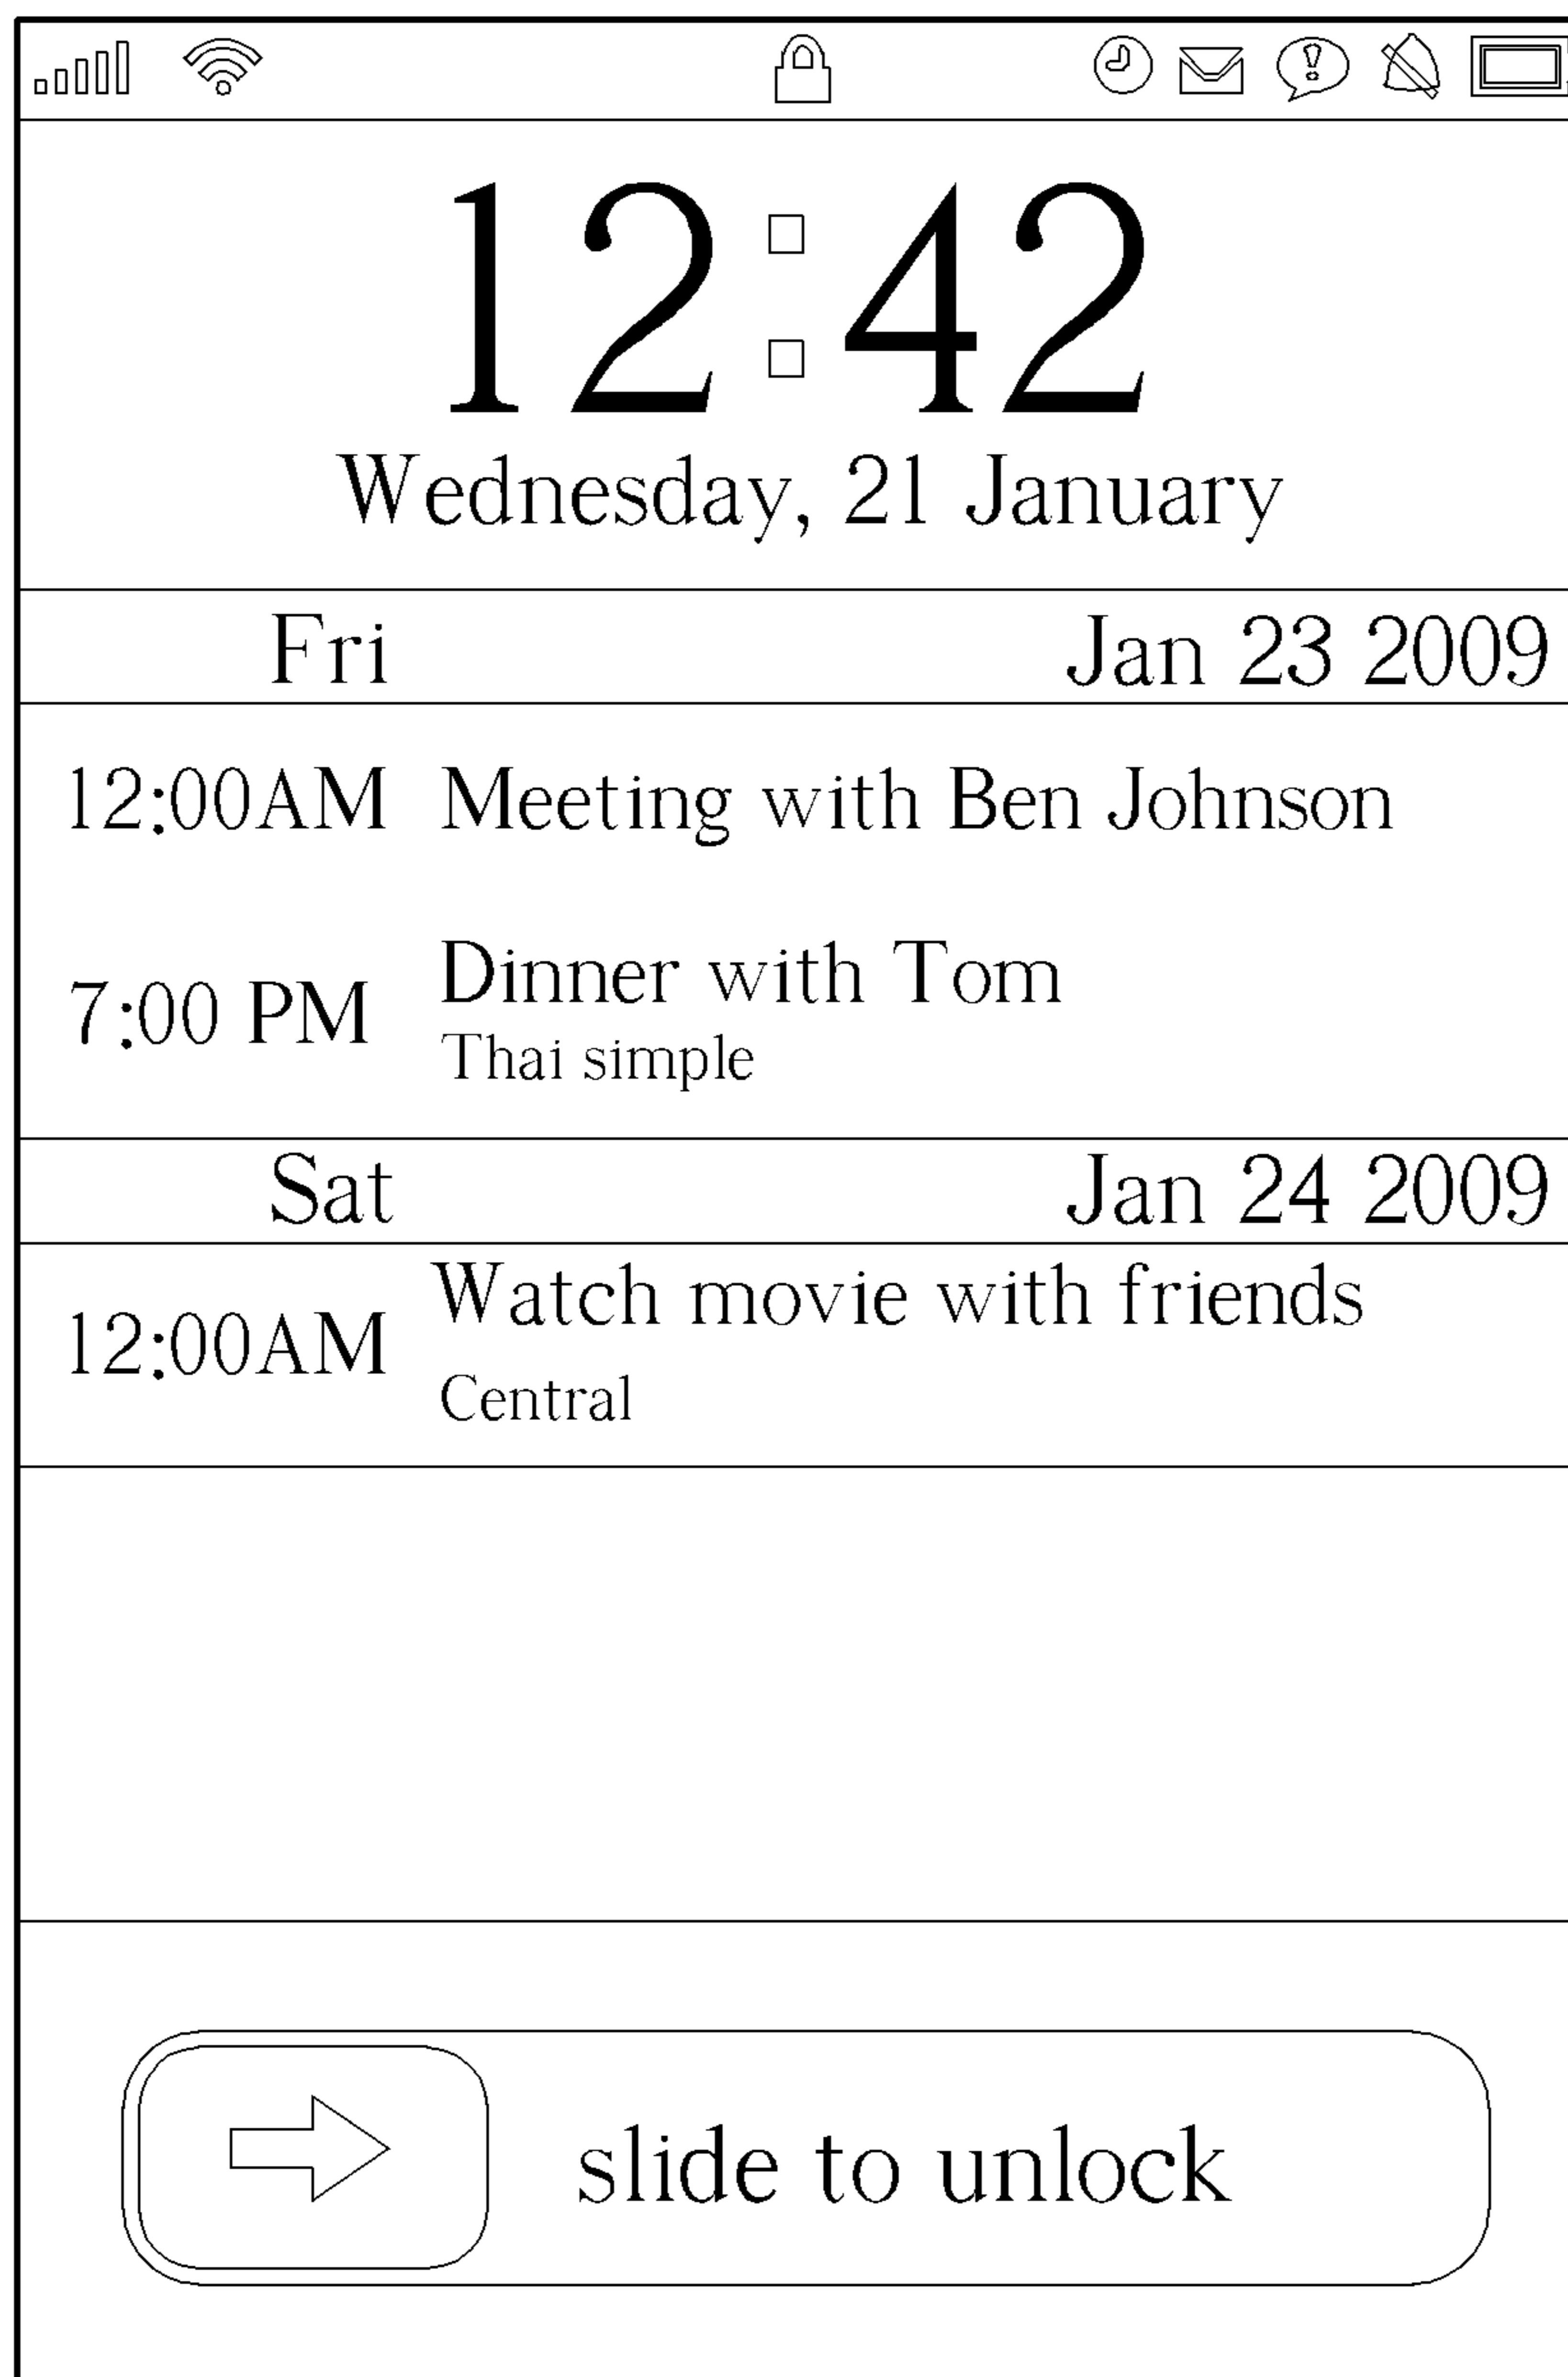 12:42
Wednesday, 21 January
Fri Jan 23 2009
12:00AM Meeting with Ben Johnson
7:00 PM Dinner with Tom
Thai simple
Sat Jan 24 2009
12:00AM Watch movie with friends
Central
slide to unlock